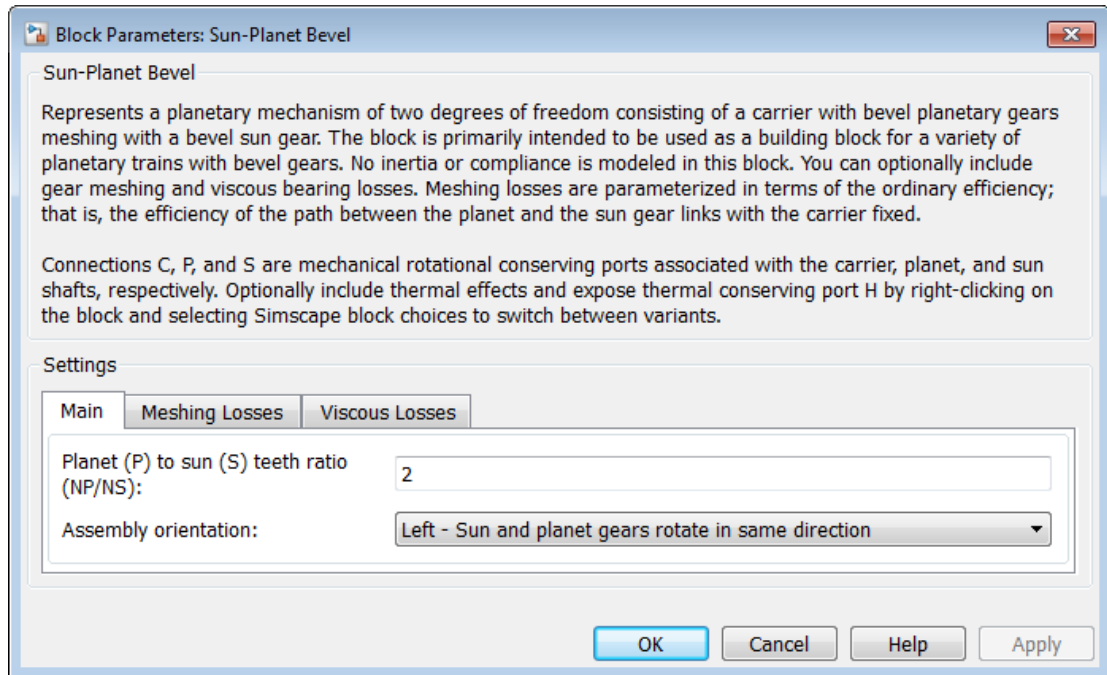 Block Parameters: Sun-Planet Bevel
Sun-Planet Bevel
Represents a planetary mechanism of two degrees of freedom consisting of a carrier with bevel planetary gears
meshing with a bevel sun gear. The block is primarily intended to be used as a building block for a variety of
planetary trains with bevel gears. No inertia or compliance is modeled in this block. You can optionally include
gear meshing and viscous bearing losses. Meshing losses are parameterized in terms of the ordinary efficiency;
that is, the efficiency of the path between the planet and the sun gear links with the carrier fixed.
Connections C, P, and S are mechanical rotational conserving ports associated with the carrier, planet, and sun
shafts, respectively. Optionally include thermal effects and expose thermal conserving port H by right-clicking on
the block and selecting Simscape block choices to switch between variants.
Settings
Main Meshing Losses Viscous Losses
Planet (P) to sun (S) teeth ratio
(NP/NS):
2
Assembly orientation: Left - Sun and planet gears rotate in same direction
OK Cancel Help Apply